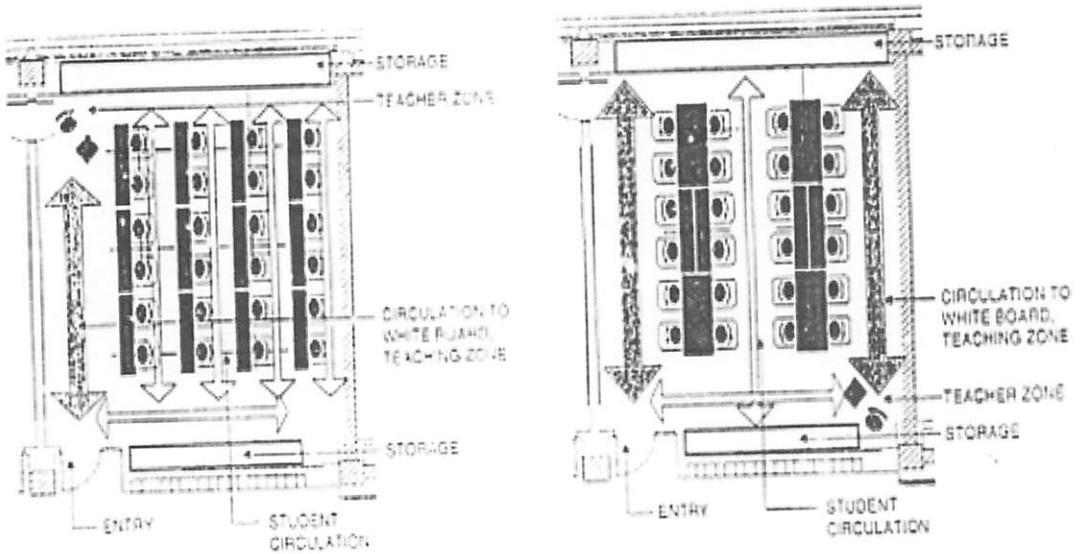 STORAGE
TEACHER ZONE
CIRCULATION TO
WHITE BOARD,
TEACHING ZONE
STORAGE
ENTRY
STUDENT
CIRCULATION
STORAGE
CIRCULATION TO
WHITE BOARD,
TEACHING ZONE
TEACHER ZONE
STORAGE
ENTRY
STUDENT
CIRCULATION